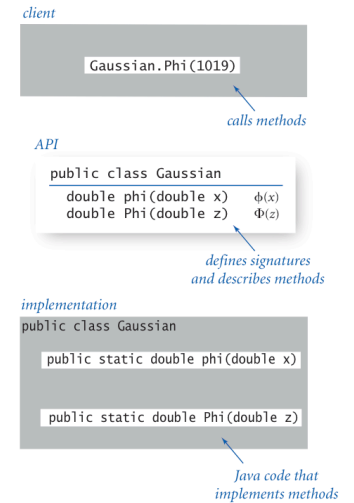 client
Gaussian.Phi(1019)
calls methods
API
public class Gaussian
double phi(double x) ϕ(x)
double Phi(double z) Φ(z)
defines signatures
and describes methods
implementation
public class Gaussian
public static double phi(double x)
public static double Phi(double z)
Java code that
implements methods